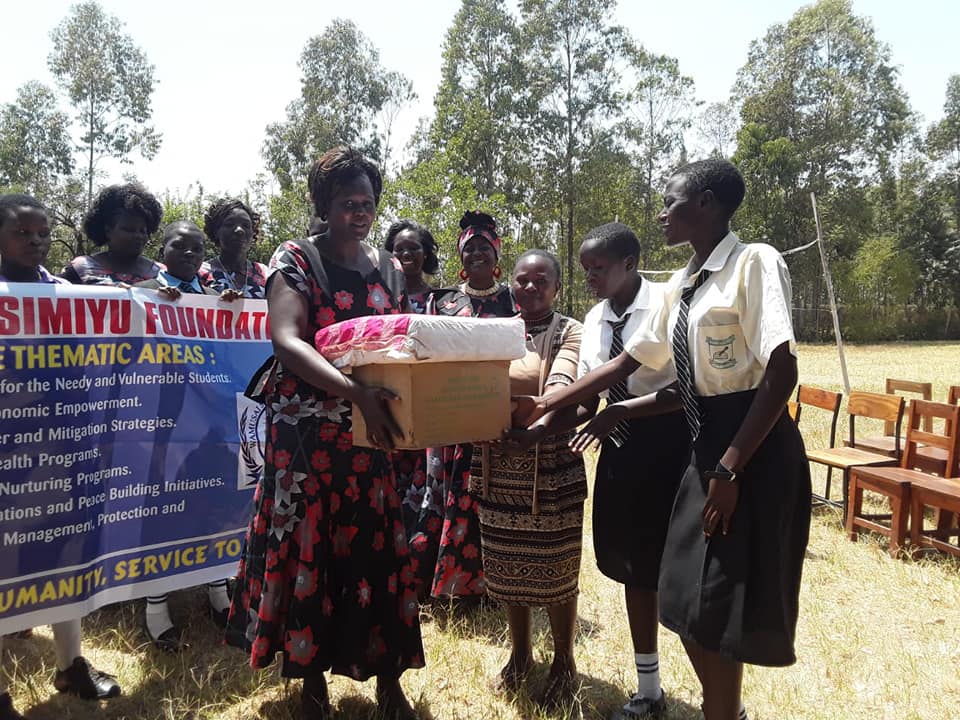 SIMIYU FOUNDAT
THEMATIC AREAS :
for the Needy and Vulnerable Students.
onomic Empowerment.
er and Mitigation Strategies.
ealth Programs.
Nurturing Programs.
ations and Peace Building Initiatives.
Management, Protection and
UMANITY, SERVICE TO